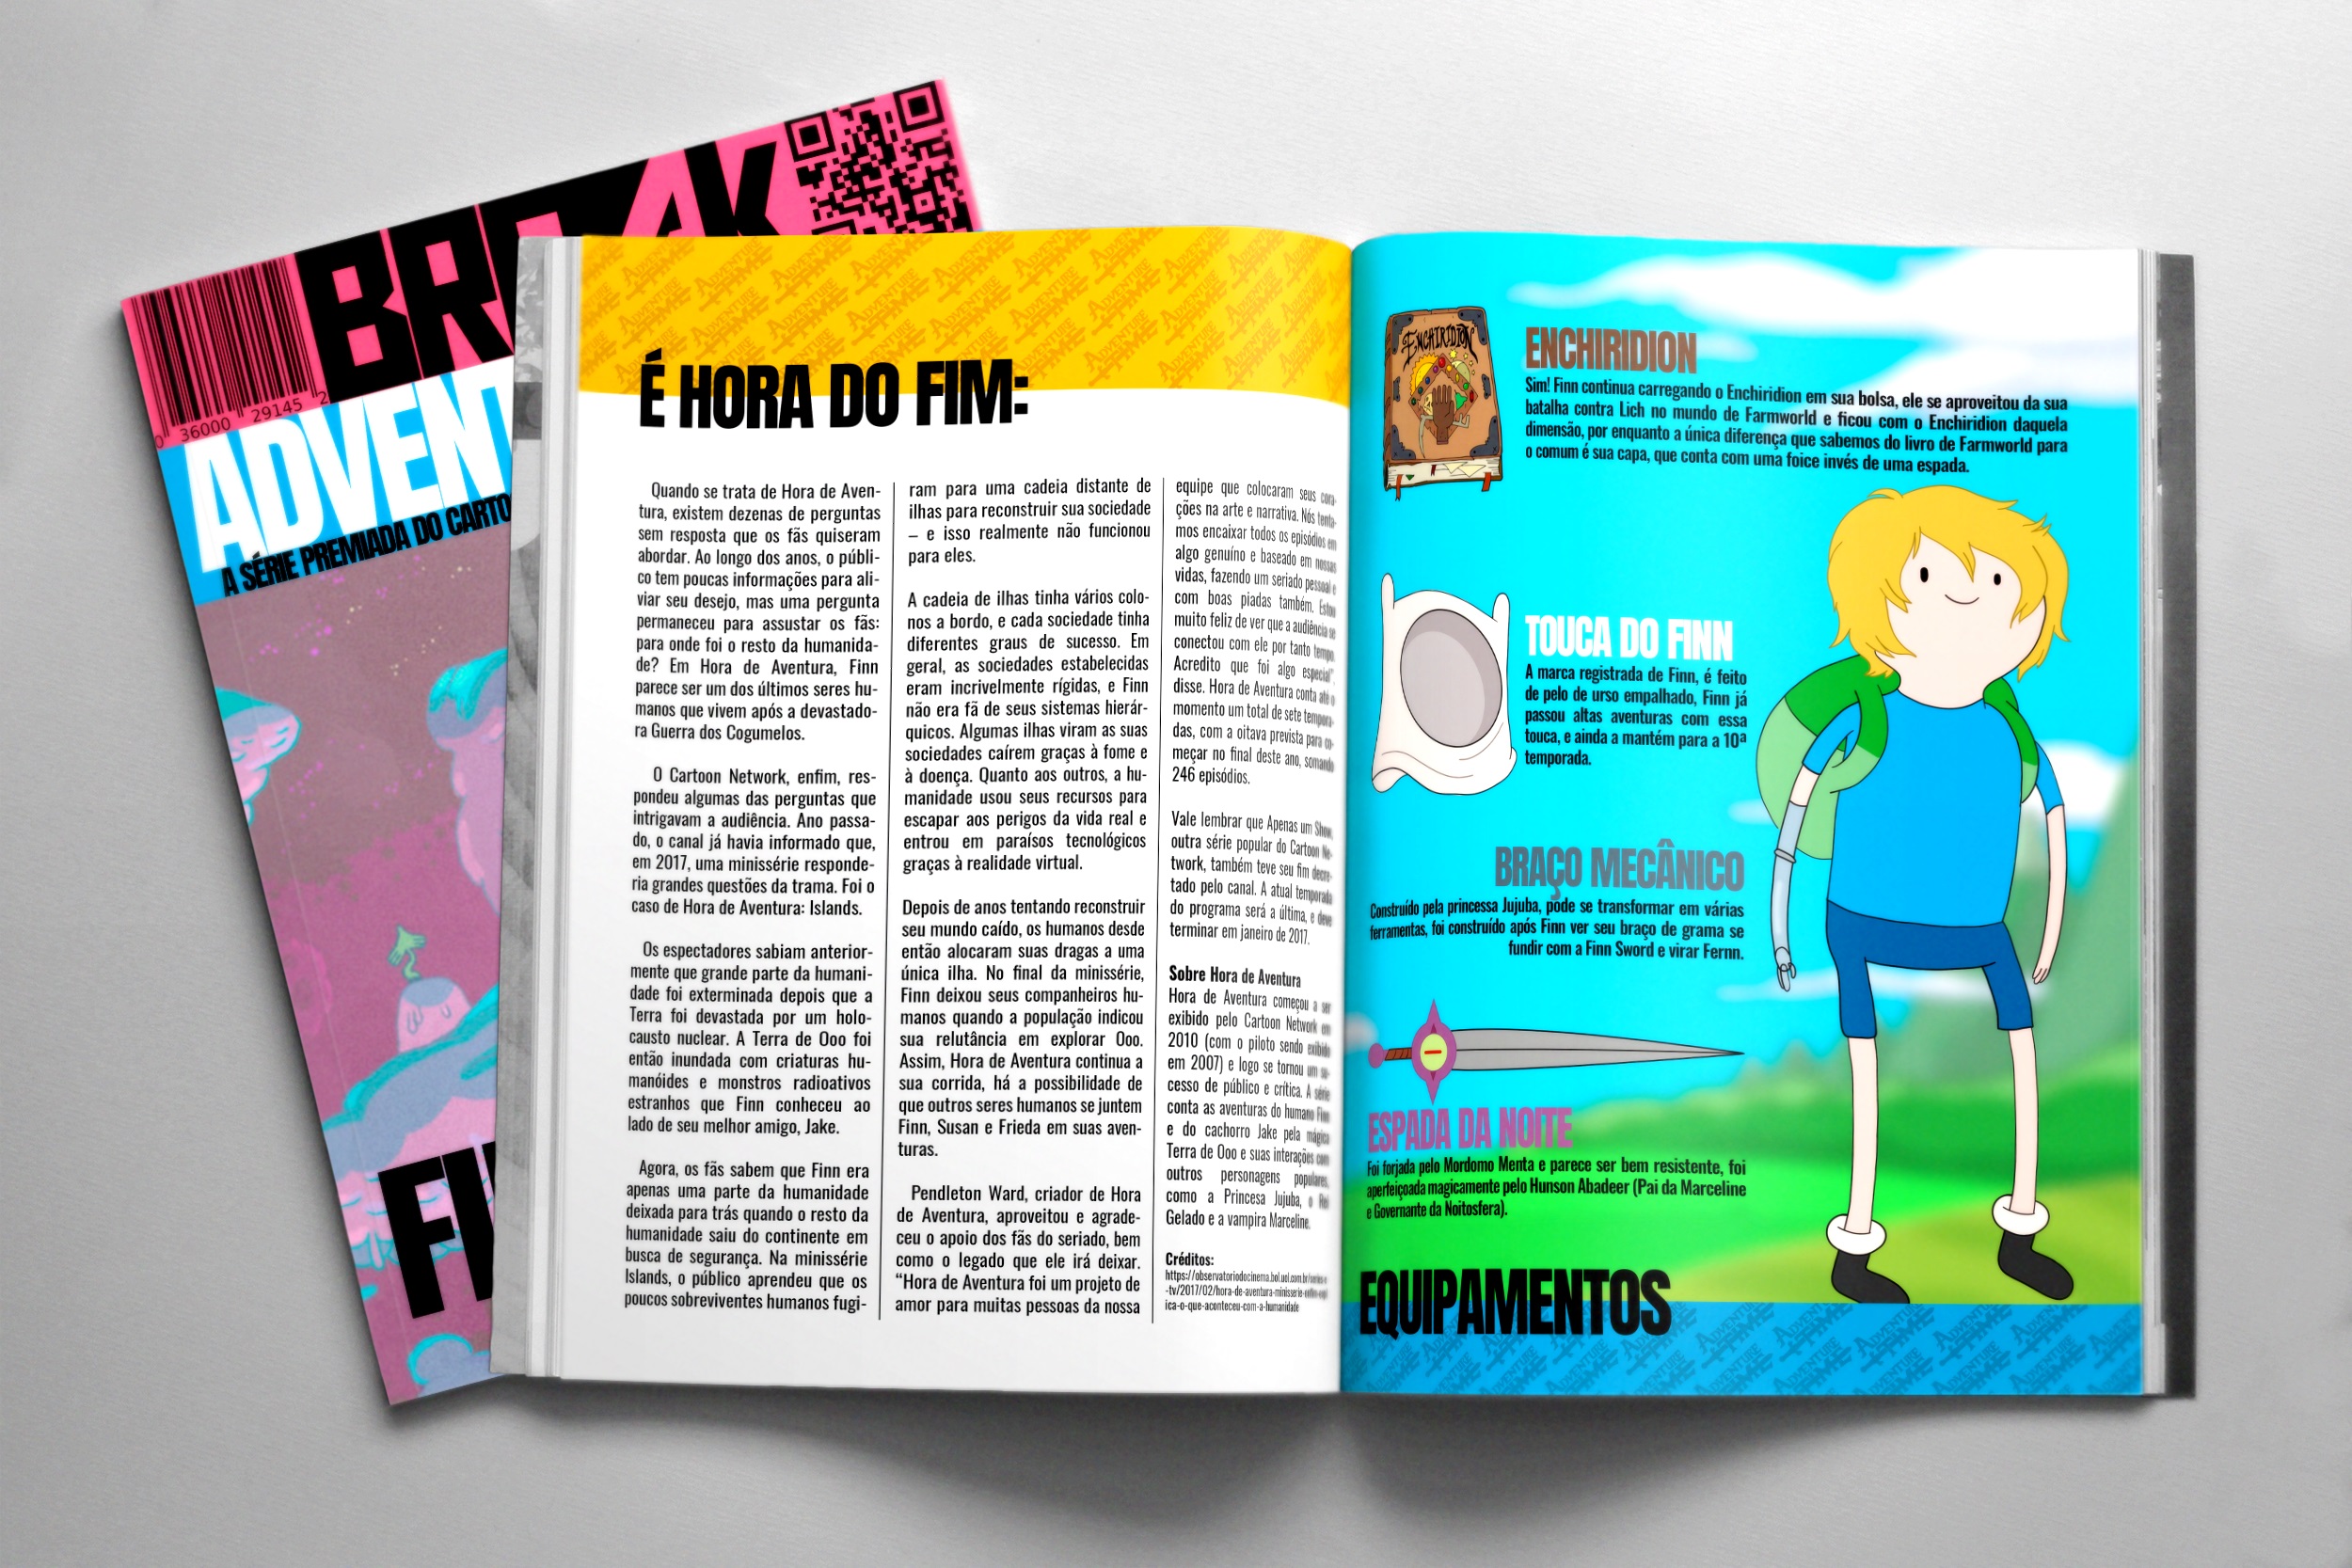 BR
0 36000 29145 2
ADVENT
A SÉRIE PREMIADA DO CARTO
É HORA DO FIM:
Quando se trata de Hora de Aven-
tura, existem dezenas de perguntas
sem resposta que os fãs quiseram
abordar. Ao longo dos anos, o públi-
co tem poucas informações para ali-
viar seu desejo, mas uma pergunta
permaneceu para assustar os fãs:
para onde foi o resto da humanida-
de? Em Hora de Aventura, Finn
parece ser um dos últimos seres hu-
manos que vivem após a devastado-
ra Guerra dos Cogumelos.
O Cartoon Network, enfim, res-
pondeu algumas das perguntas que
intrigavam a audiência. Ano passa-
do, o canal já havia informado que,
em 2017, uma minissérie responde-
ria grandes questões da trama. Foi o
caso de Hora de Aventura: Islands.
Os espectadores sabiam anterior-
mente que grande parte da humani-
dade foi exterminada depois que a
Terra foi devastada por um holo-
causto nuclear. A Terra de Ooo foi
então inundada com criaturas hu-
manóides e monstros radioativos
estranhos que Finn conheceu ao
lado de seu melhor amigo, Jake.
Agora, os fãs sabem que Finn era
apenas uma parte da humanidade
deixada para trás quando o resto da
humanidade saiu do continente em
busca de segurança. Na minissérie
Islands, o público aprendeu que os
poucos sobreviventes humanos fugi-
ram para uma cadeia distante de
ilhas para reconstruir sua sociedade
– e isso realmente não funcionou
para eles.
A cadeia de ilhas tinha vários colo-
nos a bordo, e cada sociedade tinha
diferentes graus de sucesso. Em
geral, as sociedades estabelecidas
eram incrivelmente rígidas, e Finn
não era fã de seus sistemas hierár-
quicos. Algumas ilhas viram as suas
sociedades caírem graças à fome e
à doença. Quanto aos outros, a hu-
manidade usou seus recursos para
escapar aos perigos da vida real e
entrou em paraísos tecnológicos
graças à realidade virtual.
Depois de anos tentando reconstruir
seu mundo caído, os humanos desde
então alocaram suas dragas a uma
única ilha. No final da minissérie,
Finn deixou seus companheiros hu-
manos quando a população indicou
sua relutância em explorar Ooo.
Assim, Hora de Aventura continua a
sua corrida, há a possibilidade de
que outros seres humanos se juntem
Finn, Susan e Frieda em suas aven-
turas.
Pendleton Ward, criador de Hora
de Aventura, aproveitou e agrade-
ceu o apoio dos fãs do seriado, bem
como o legado que ele irá deixar.
“Hora de Aventura foi um projeto de
amor para muitas pessoas da nossa
equipe que colocaram seus cora-
ções na arte e narrativa. Nós tenta-
mos encaixar todos os episódios em
algo genuíno e baseado em nossas
vidas, fazendo um seriado pessoal e
com boas piadas também. Estou
muito feliz de ver que a audiência se
conectou com ele por tanto tempo.
Acredito que foi algo especial”,
disse. Hora de Aventura conta até o
momento um total de sete tempora-
das, com a oitava prevista para co-
meçar no final deste ano, somando
246 episódios.
Vale lembrar que Apenas um Show,
outra série popular do Cartoon Ne-
twork, também teve seu fim decre-
tado pelo canal. A atual temporada
do programa será a última, e deve
terminar em janeiro de 2017.
Sobre Hora de Aventura
Hora de Aventura começou a ser
exibido pelo Cartoon Network em
2010 (com o piloto sendo exibido
em 2007) e logo se tornou um su-
cesso de público e crítica. A série
conta as aventuras do humano Finn
e do cachorro Jake pela mágica
Terra de Ooo e suas interações com
outros personagens populares,
como a Princesa Jujuba, o Rei
Gelado e a vampira Marceline.
Créditos:
https://observatoriodocinema.bol.uol.com.br/series-e
-tv/2017/02/hora-de-aventura-minisserie-enfim-expl
ica-o-que-aconteceu-com-a-humanidade
ENCHIRIDION
ENCHIRIDION
Sim! Finn continua carregando o Enchiridion em sua bolsa, ele se aproveitou da sua
batalha contra Lich no mundo de Farmworld e ficou com o Enchiridion daquela
dimensão, por enquanto a única diferença que sabemos do livro de Farmworld para
o comum é sua capa, que conta com uma foice invés de uma espada.
TOUCA DO FINN
A marca registrada de Finn, é feito
de pelo de urso empalhado, Finn já
passou altas aventuras com essa
touca, e ainda a mantém para a 10ª
temporada.
BRAÇO MECÂNICO
Construído pela princessa Jujuba, pode se transformar em várias
ferramentas, foi construído após Finn ver seu braço de grama se
fundir com a Finn Sword e virar Fernn.
ESPADA DA NOITE
Foi forjada pelo Mordomo Menta e parece ser bem resistente, foi
aperfeiçoada magicamente pelo Hunson Abadeer (Pai da Marceline
e Governante da Noitosfera).
EQUIPAMENTOS
ADVENTURE TIME